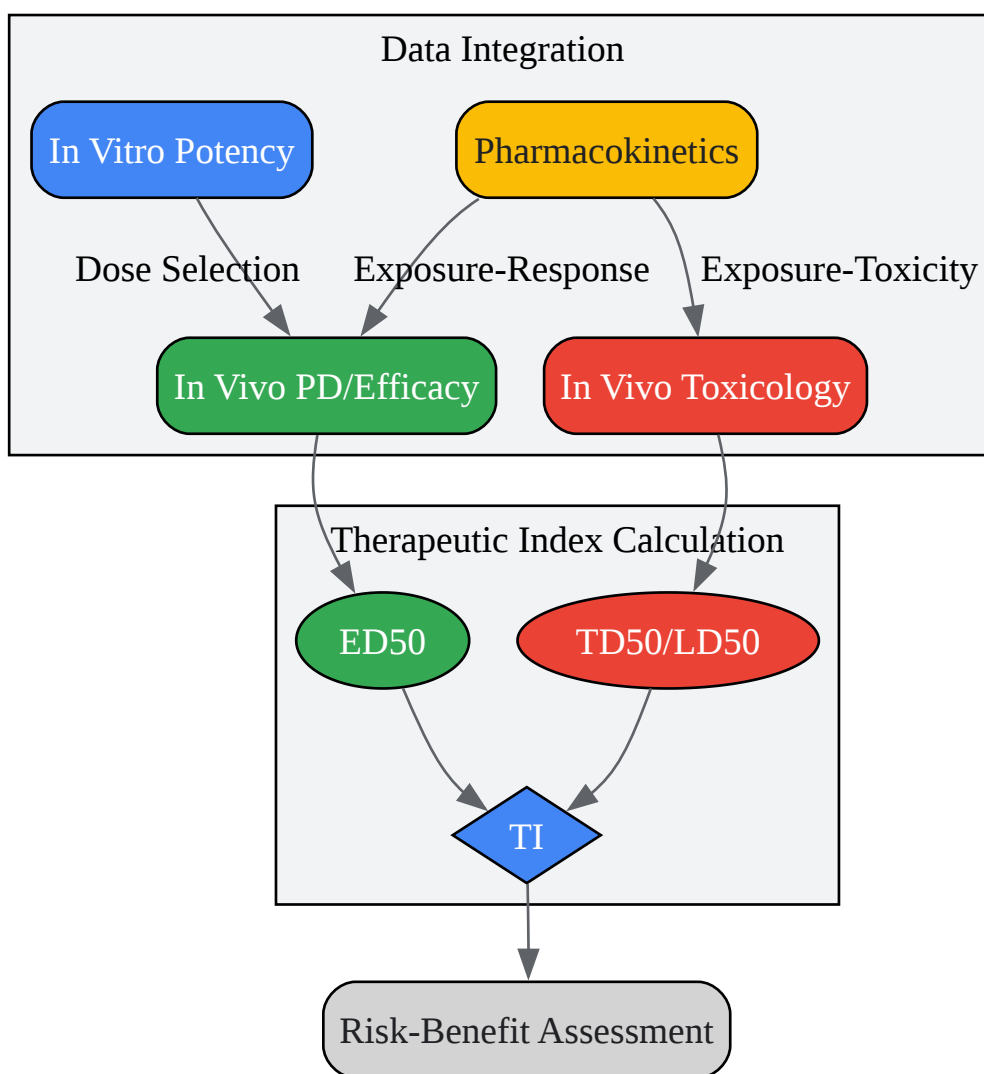 Data Integration
In Vitro Potency
Pharmacokinetics
Dose Selection
Exposure-Response
Exposure-Toxicity
In Vivo PD/Efficacy
In Vivo Toxicology
Therapeutic Index Calculation
ED50
TD50/LD50
TI
Risk-Benefit Assessment